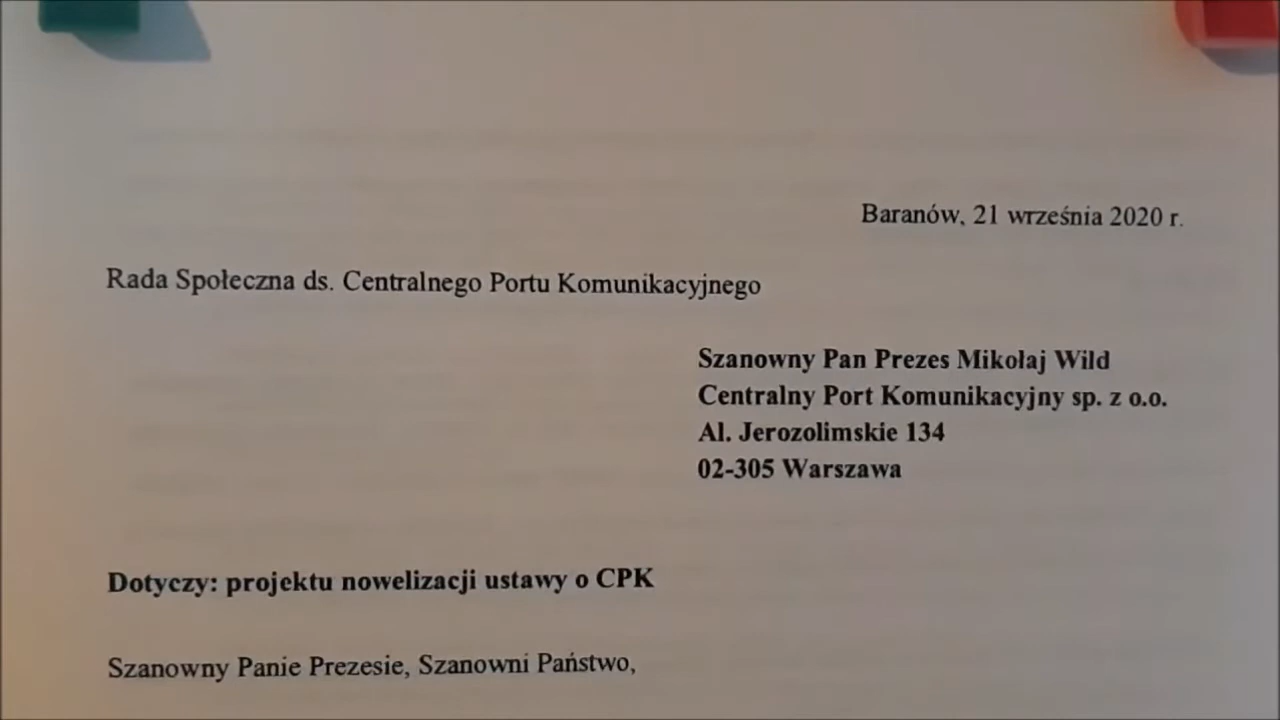 Baranów, 21 września 2020 r.
Rada Społeczna ds. Centralnego Portu Komunikacyjnego
Szanowny Pan Prezes Mikołaj Wild
Centralny Port Komunikacyjny sp. z o.o.
Al. Jerozolimskie 134
02-305 Warszawa
Dotyczy: projektu nowelizacji ustawy o CPK
Szanowny Panie Prezesie, Szanowni Państwo,